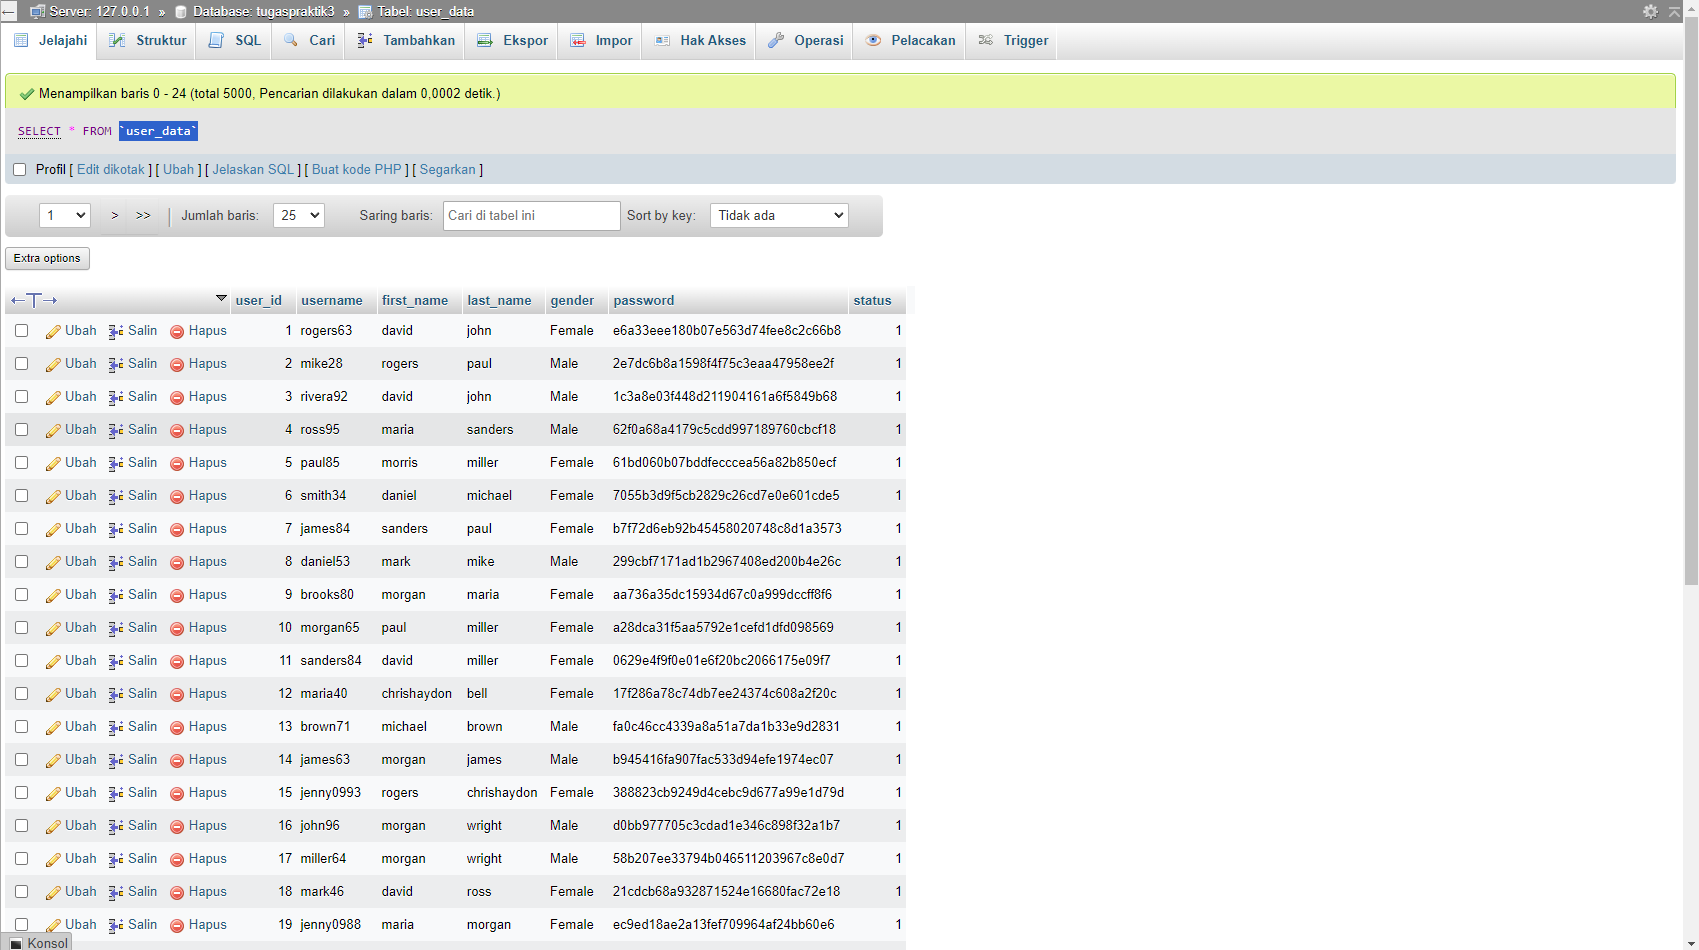 Server: 127.0.0.1 » Database: tugaspraktik3 » Tabel: user_data
Jelajahi Struktur SQL Cari Tambahkan Ekspor Impor Hak Akses Operasi Pelacakan Trigger
Menampilkan baris 0 - 24 (total 5000, Pencarian dilakukan dalam 0,0002 detik.)
SELECT * FROM `user_data`
Profil [ Edit dikotak ] [ Ubah ] [ Jelaskan SQL ] [ Buat kode PHP ] [ Segarkan ]
1 > >> | Jumlah baris: 25 Saring baris: Cari di tabel ini Sort by key: Tidak ada
Extra options
←T→ user_id username first_name last_name gender password status
Ubah Salin Hapus 1 rogers63 david john Female e6a33eee180b07e563d74fee8c2c66b8 1
Ubah Salin Hapus 2 mike28 rogers paul Male 2e7dc6b8a1598f4f75c3eaa47958ee2f 1
Ubah Salin Hapus 3 rivera92 david john Male 1c3a8e03f448d211904161a6f5849b68 1
Ubah Salin Hapus 4 ross95 maria sanders Male 62f0a68a4179c5cdd997189760cbcf18 1
Ubah Salin Hapus 5 paul85 morris miller Female 61bd060b07bddfecccea56a82b850ecf 1
Ubah Salin Hapus 6 smith34 daniel michael Female 7055b3d9f5cb2829c26cd7e0e601cde5 1
Ubah Salin Hapus 7 james84 sanders paul Female b7f72d6eb92b45458020748c8d1a3573 1
Ubah Salin Hapus 8 daniel53 mark mike Male 299cbf7171ad1b2967408ed200b4e26c 1
Ubah Salin Hapus 9 brooks80 morgan maria Female aa736a35dc15934d67c0a999dccff8f6 1
Ubah Salin Hapus 10 morgan65 paul miller Female a28dca31f5aa5792e1cefd1dfd098569 1
Ubah Salin Hapus 11 sanders84 david miller Female 0629e4f9f0e01e6f20bc2066175e09f7 1
Ubah Salin Hapus 12 maria40 chrishaydon bell Female 17f286a78c74db7ee24374c608a2f20c 1
Ubah Salin Hapus 13 brown71 michael brown Male fa0c46cc4339a8a51a7da1b33e9d2831 1
Ubah Salin Hapus 14 james63 morgan james Male b945416fa907fac533d94efe1974ec07 1
Ubah Salin Hapus 15 jenny0993 rogers chrishaydon Female 388823cb9249d4cebc9d677a99e1d79d 1
Ubah Salin Hapus 16 john96 morgan wright Male d0bb977705c3cdad1e346c898f32a1b7 1
Ubah Salin Hapus 17 miller64 morgan wright Male 58b207ee33794b046511203967c8e0d7 1
Ubah Salin Hapus 18 mark46 david ross Female 21cdcb68a932871524e16680fac72e18 1
Ubah Salin Hapus 19 jenny0988 maria morgan Female ec9ed18ae2a13fef709964af24bb60e6 1
Konsol